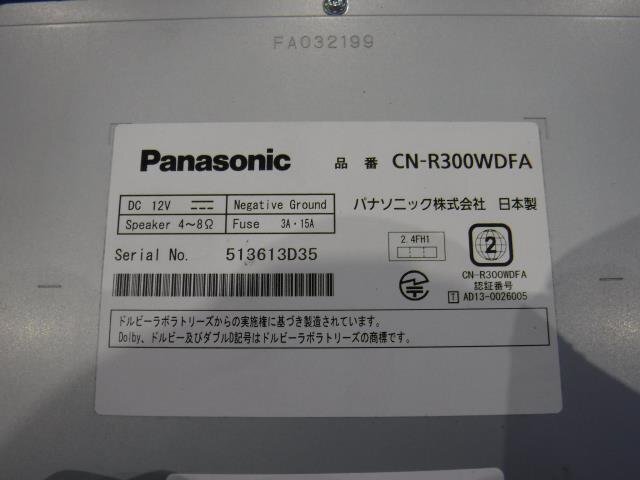 FA032199
Panasonic 品番 CN-R300WDFA
DC 12V Negative Ground
Speaker 4~8Ω Fuse 3A・15A
パナソニック株式会社 日本製
Serial No. 513613D35
2.4FH1
2
CN-R300WDFA
認証番号
T AD13-0026005
ドルビーラボラトリーズからの実施権に基づき製造されています。
Dolby、ドルビー及びダブルD記号はドルビーラボラトリーズの商標です。